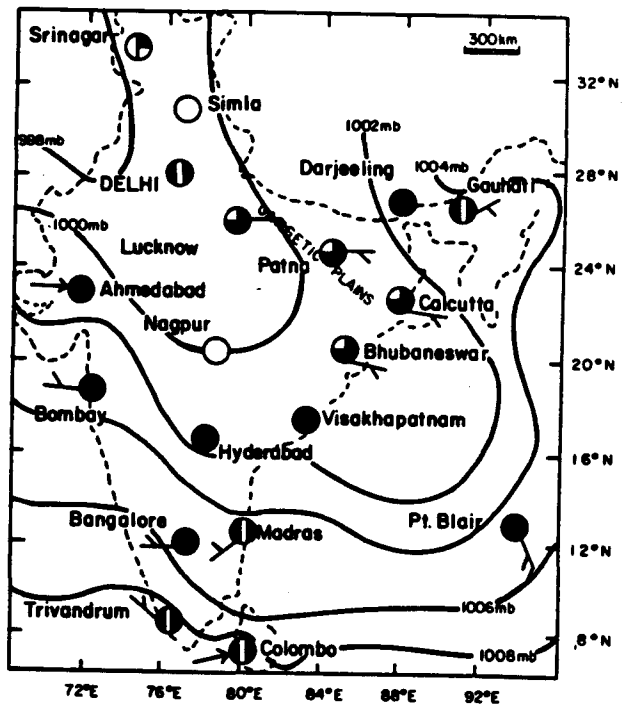 Srinagar
300km
32°N
Simla
1002mb
998mb
Darjeeling
1004mb
28°N
DELHI
Gauhati
1000mb
Lucknow
GANGETIC PLAINS
Patna
24°N
Ahmedabad
Calcutta
Nagpur
Bhubaneswar
20°N
Bombay
Visakhapatnam
Hyderabad
16°N
Bangalore
Madras
Pt. Blair
12°N
Trivandrum
1006mb
8°N
Colombo
1008mb
72°E 76°E 80°E 84°E 88°E 92°E